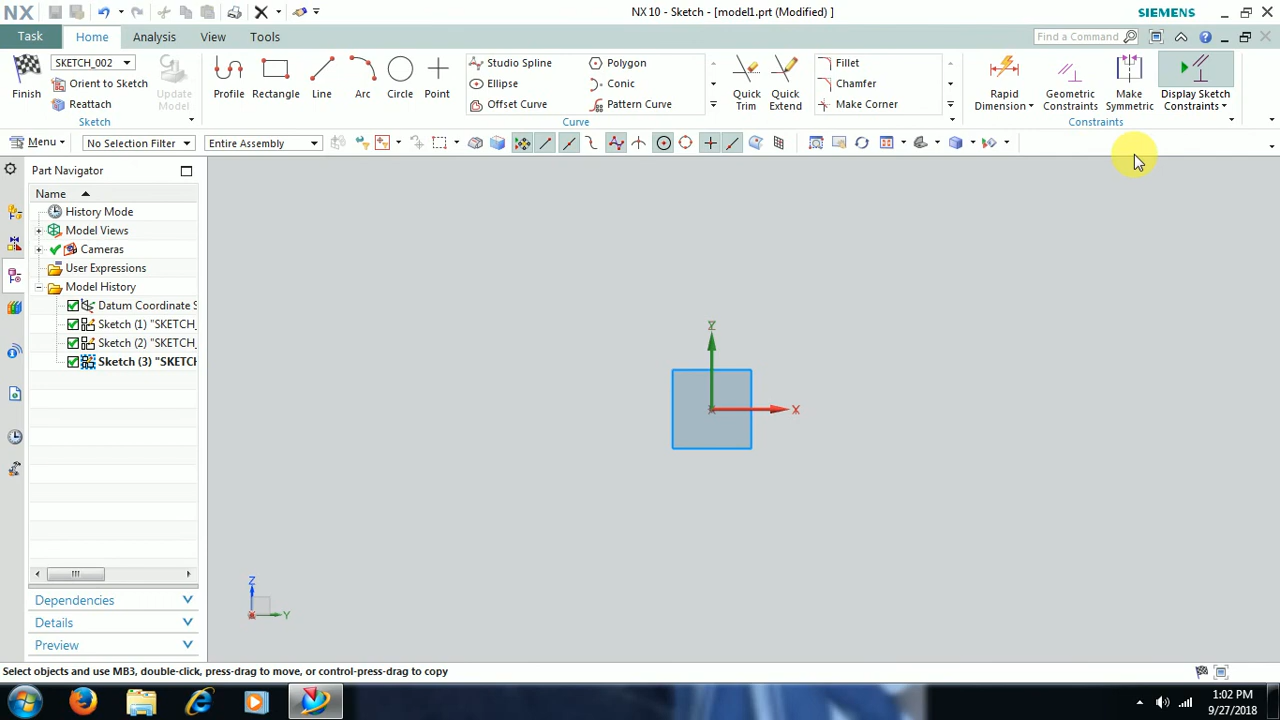 NX
NX 10 - Sketch - [model1.prt (Modified) ]
SIEMENS
Task
Home
Analysis
View
Tools
Find a Command
Finish
SKETCH_002
Orient to Sketch
Reattach
Update Model
Sketch
Profile
Rectangle
Line
Arc
Circle
Point
Studio Spline
Ellipse
Offset Curve
Polygon
Conic
Pattern Curve
Curve
Quick Trim
Quick Extend
Fillet
Chamfer
Make Corner
Rapid Dimension
Geometric Constraints
Make Symmetric
Display Sketch Constraints
Constraints
Menu
No Selection Filter
Entire Assembly
Part Navigator
Name
History Mode
Model Views
Cameras
User Expressions
Model History
Datum Coordinate S
Sketch (1) "SKETCH_
Sketch (2) "SKETCH_
Sketch (3) "SKETCH
Dependencies
Details
Preview
Y
X
Z
Y
Select objects and use MB3, double-click, press-drag to move, or control-press-drag to copy
1:02 PM
9/27/2018